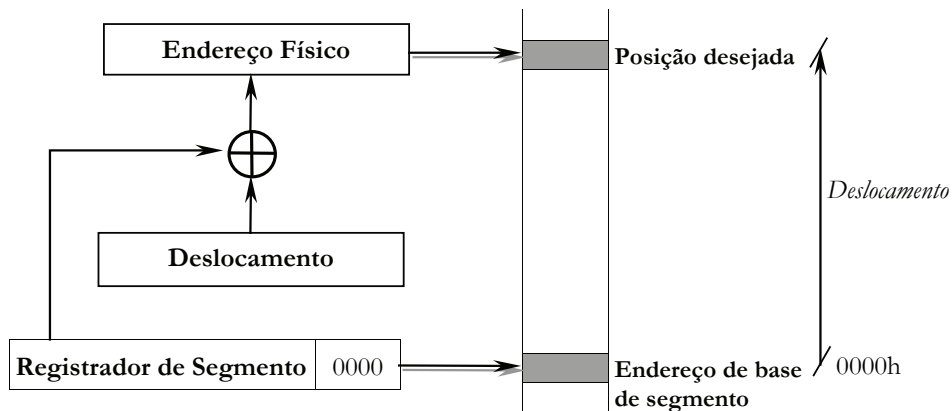 Endereço Físico
Posição desejada
Deslocamento
Deslocamento
Registrador de Segmento
0000
Endereço de base
de segmento
0000h